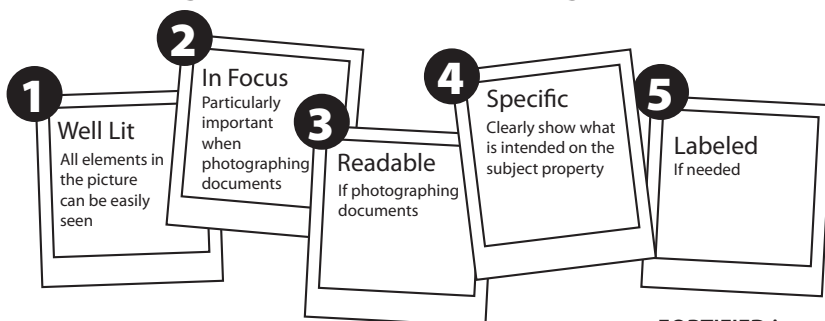 1
Well Lit
All elements in
the picture
can be easily
seen
2
In Focus
Particularly
important
when
photographing
documents
3
Readable
If photographing
documents
4
Specific
Clearly show what
is intended on the
subject property
5
Labeled
If needed